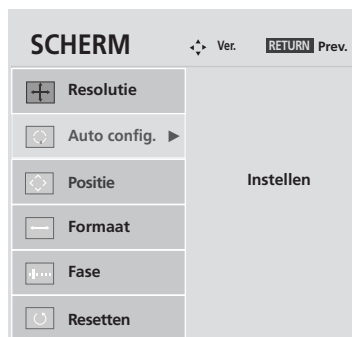 SCHERM Ver. RETURN Prev.
Resolutie
Auto config. ▶
Positie
Instellen
Formaat
Fase
Resetten